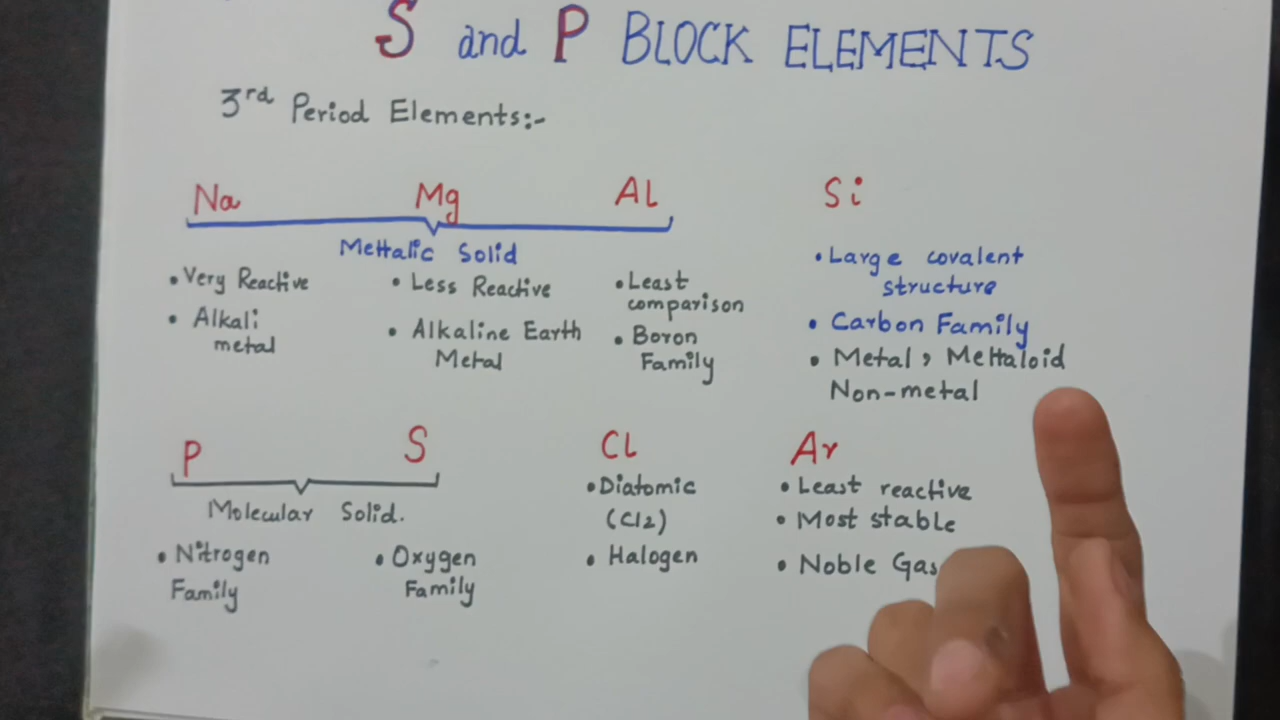 S and P BLOCK ELEMENTS
3rd Period Elements:-
Na Mg AL Si
Mettalic Solid
• Very Reactive
• Alkali
metal
• Less Reactive
• Alkaline Earth
Metal
• Least
comparison
• Boron
Family
• Large covalent
structure
• Carbon Family
• Metal, Mettaloid
Non-metal
P S Cl Ar
Molecular Solid.
• Nitrogen
Family
• Oxygen
Family
• Diatomic
(Cl2)
• Halogen
• Least reactive
• Most stable
• Noble Gas